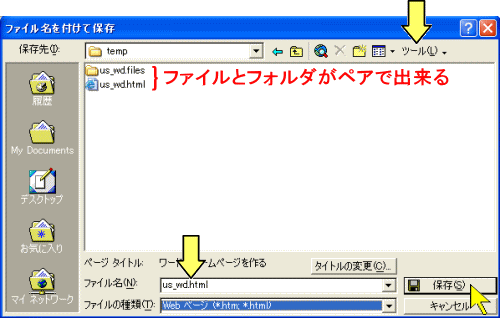 ファイル名を付けて保存
保存先(I):
temp
ツール(L)
us_wd.files
us_wd.html
ファイルとフォルダがペアで出来る
履歴
My Documents
デスクトップ
お気に入り
マイ ネットワーク
ページ タイトル:
ワー ームページを作る
タイトルの変更(C)...
ファイル名(N):
us_wd.html
保存(S)
ファイルの種類(T):
Web ページ (*.htm; *.html)
キャンセル